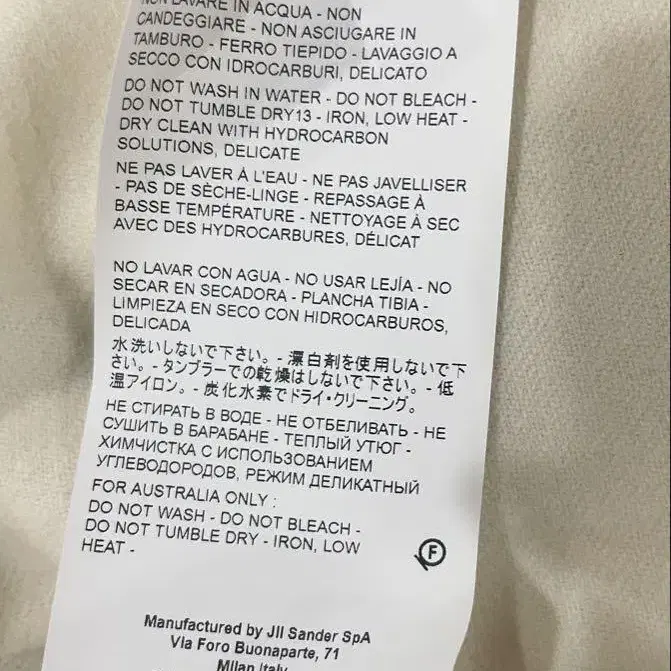 NON LAVARE IN ACQUA - NON
CANDEGGIARE - NON ASCIUGARE IN
TAMBURO - FERRO TIEPIDO - LAVAGGIO A
SECCO CON IDROCARBURI, DELICATO
DO NOT WASH IN WATER - DO NOT BLEACH -
DO NOT TUMBLE DRY13 - IRON, LOW HEAT -
DRY CLEAN WITH HYDROCARBON
SOLUTIONS, DELICATE
NE PAS LAVER À L'EAU - NE PAS JAVELLISER
- PAS DE SÈCHE-LINGE - REPASSAGE À
BASSE TEMPÉRATURE - NETTOYAGE À SEC
AVEC DES HYDROCARBURES, DÉLICAT
NO LAVAR CON AGUA - NO USAR LEJÍA - NO
SECAR EN SECADORA - PLANCHA TIBIA -
LIMPIEZA EN SECO CON HIDROCARBUROS,
DELICADA
水洗いしないで下さい。- 漂白剤を使用しないで下
さい。- タンブラーでの乾燥はしないで下さい。- 低
温アイロン。- 炭化水素でドライ・クリーニング。
НЕ СТИРАТЬ В ВОДЕ - НЕ ОТБЕЛИВАТЬ - НЕ
СУШИТЬ В БАРАБАНЕ - ТЕПЛЫЙ УТЮГ -
ХИМЧИСТКА С ИСПОЛЬЗОВАНИЕМ
УГЛЕВОДОРОДОВ, РЕЖИМ ДЕЛИКАТНЫЙ
FOR AUSTRALIA ONLY :
DO NOT WASH - DO NOT BLEACH -
DO NOT TUMBLE DRY - IRON, LOW
HEAT -
F
Manufactured by Jil Sander SpA
Via Foro Buonaparte, 71
Milan Italy